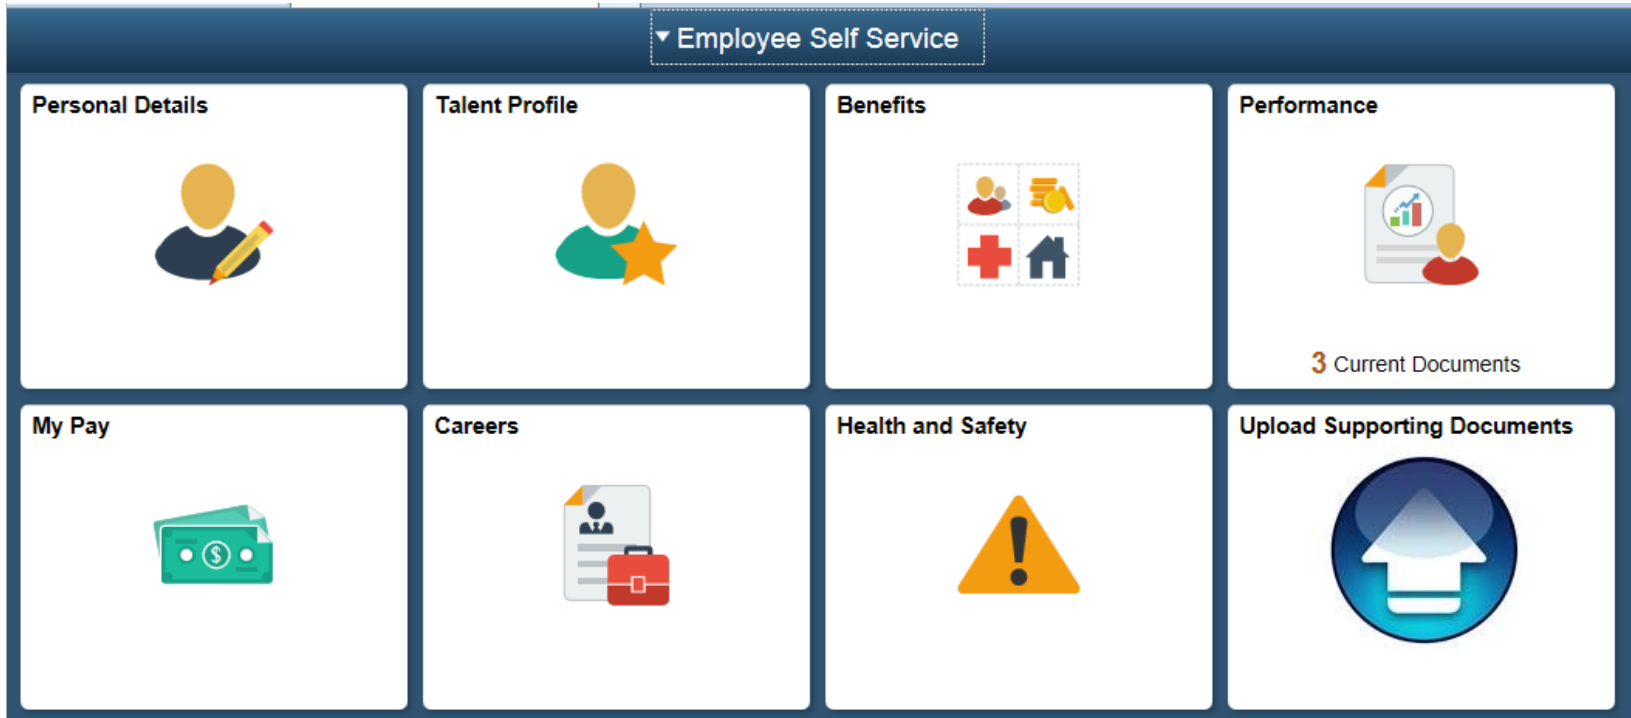 Employee Self Service
Personal Details
Talent Profile
Benefits
Performance
3 Current Documents
My Pay
Careers
Health and Safety
Upload Supporting Documents
$